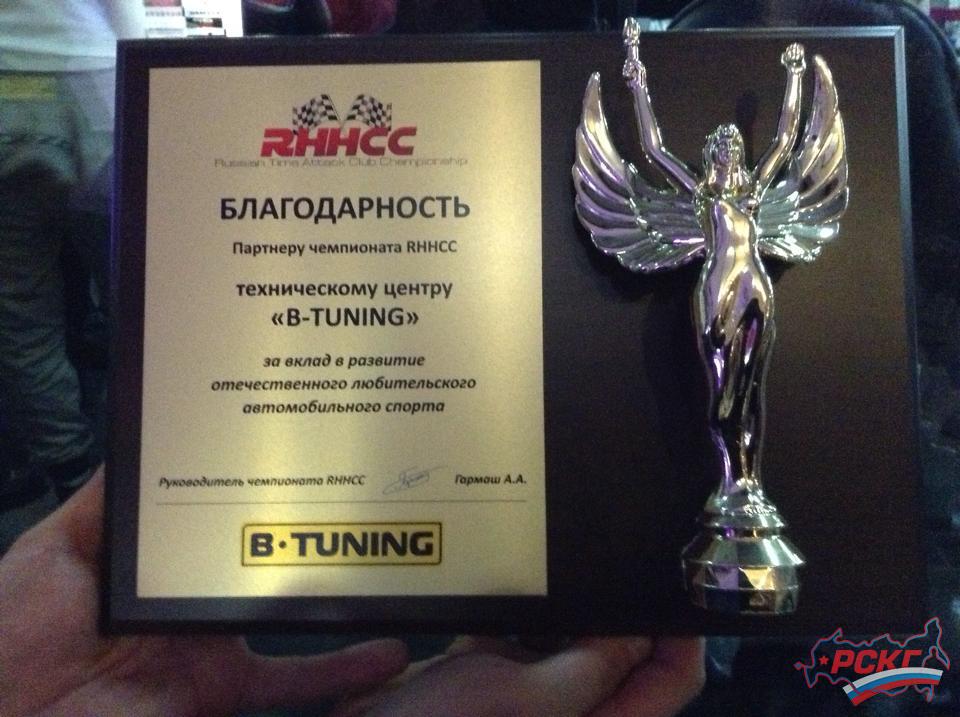 RHHCC
Russian Time Attack Club Championship
БЛАГОДАРНОСТЬ
Партнеру чемпионата RHHCC
техническому центру
«B-TUNING»
за вклад в развитие
отечественного любительского
автомобильного спорта
Руководитель чемпионата RHHCC Гармаш А.А.
B·TUNING
РСКГ